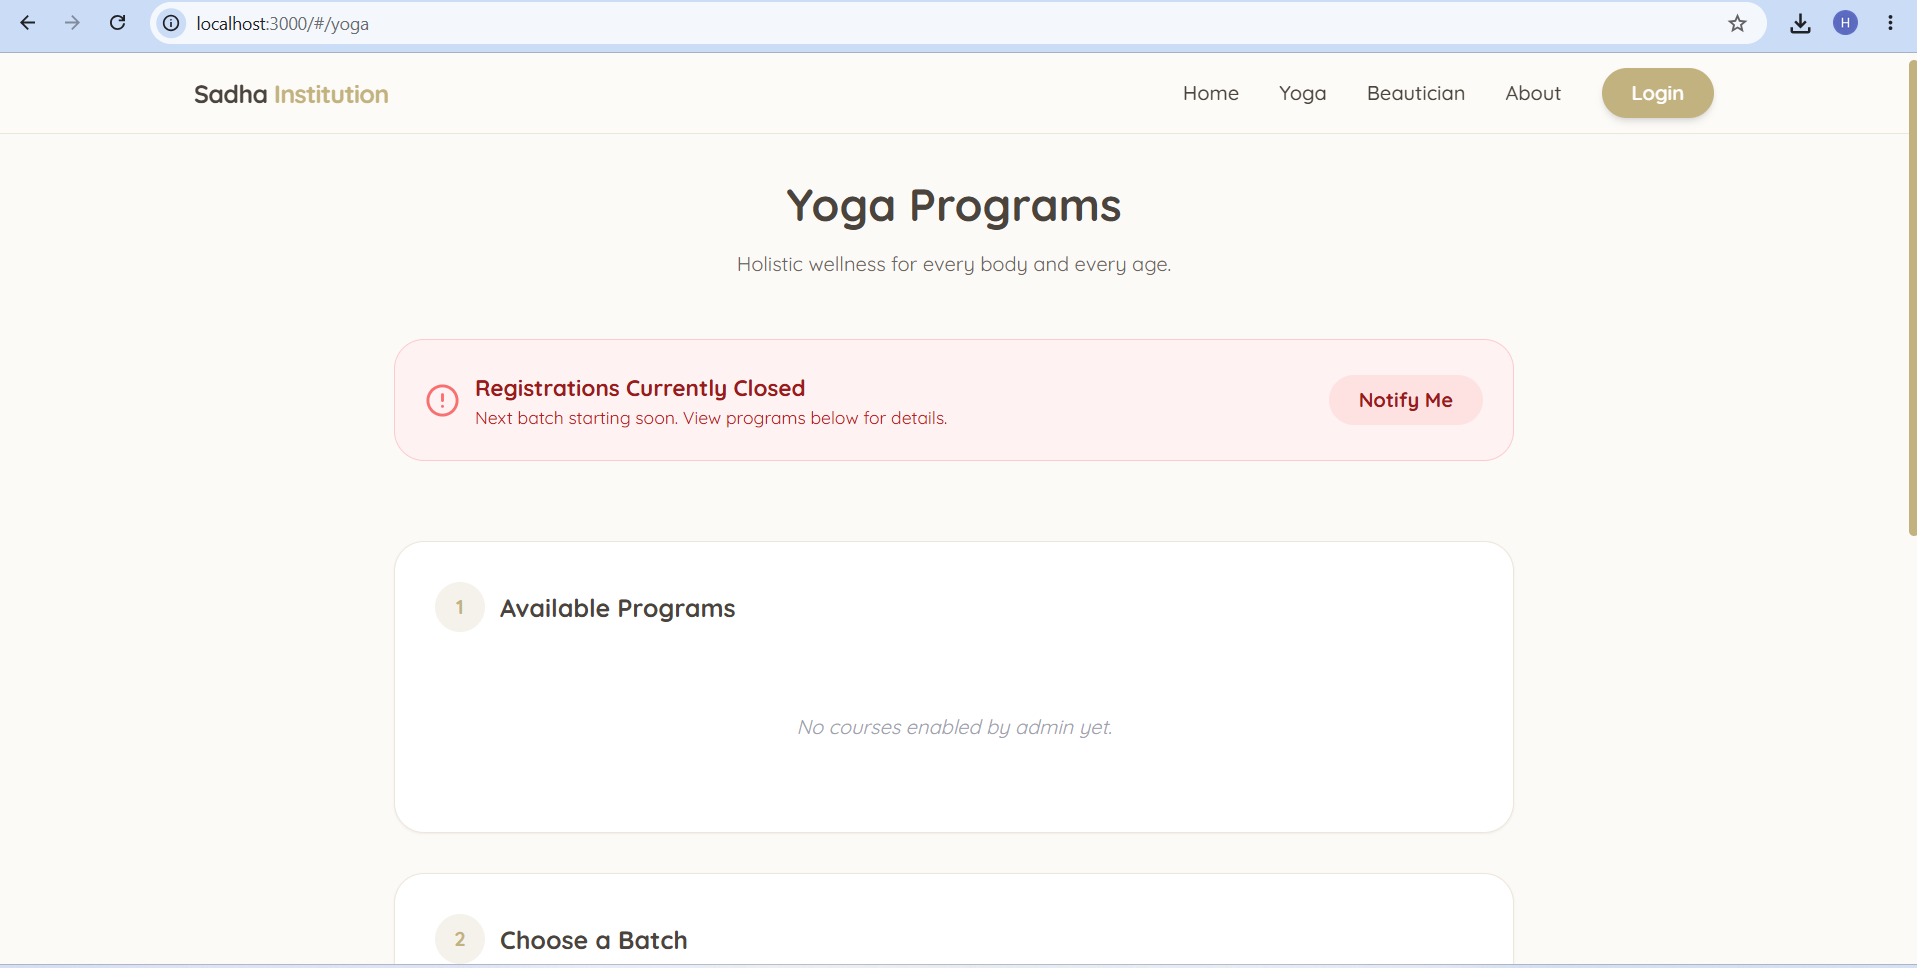 localhost:3000/#/yoga
H
Sadha Institution
Home
Yoga
Beautician
About
Login
Yoga Programs
Holistic wellness for every body and every age.
Registrations Currently Closed
Next batch starting soon. View programs below for details.
Notify Me
1
Available Programs
No courses enabled by admin yet.
2
Choose a Batch